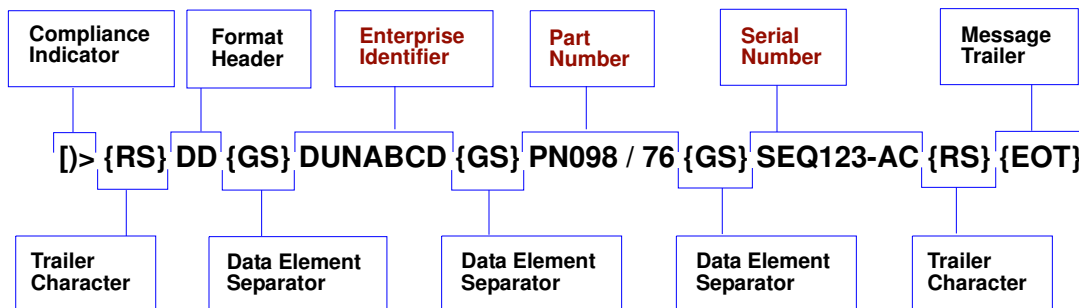 Compliance
Indicator
Format
Header
Enterprise
Identifier
Part
Number
Serial
Number
Message
Trailer
[)> {RS} DD {GS} DUNABCD {GS} PN098 / 76 {GS} SEQ123-AC {RS} {EOT}
Trailer
Character
Data Element
Separator
Data Element
Separator
Data Element
Separator
Trailer
Character